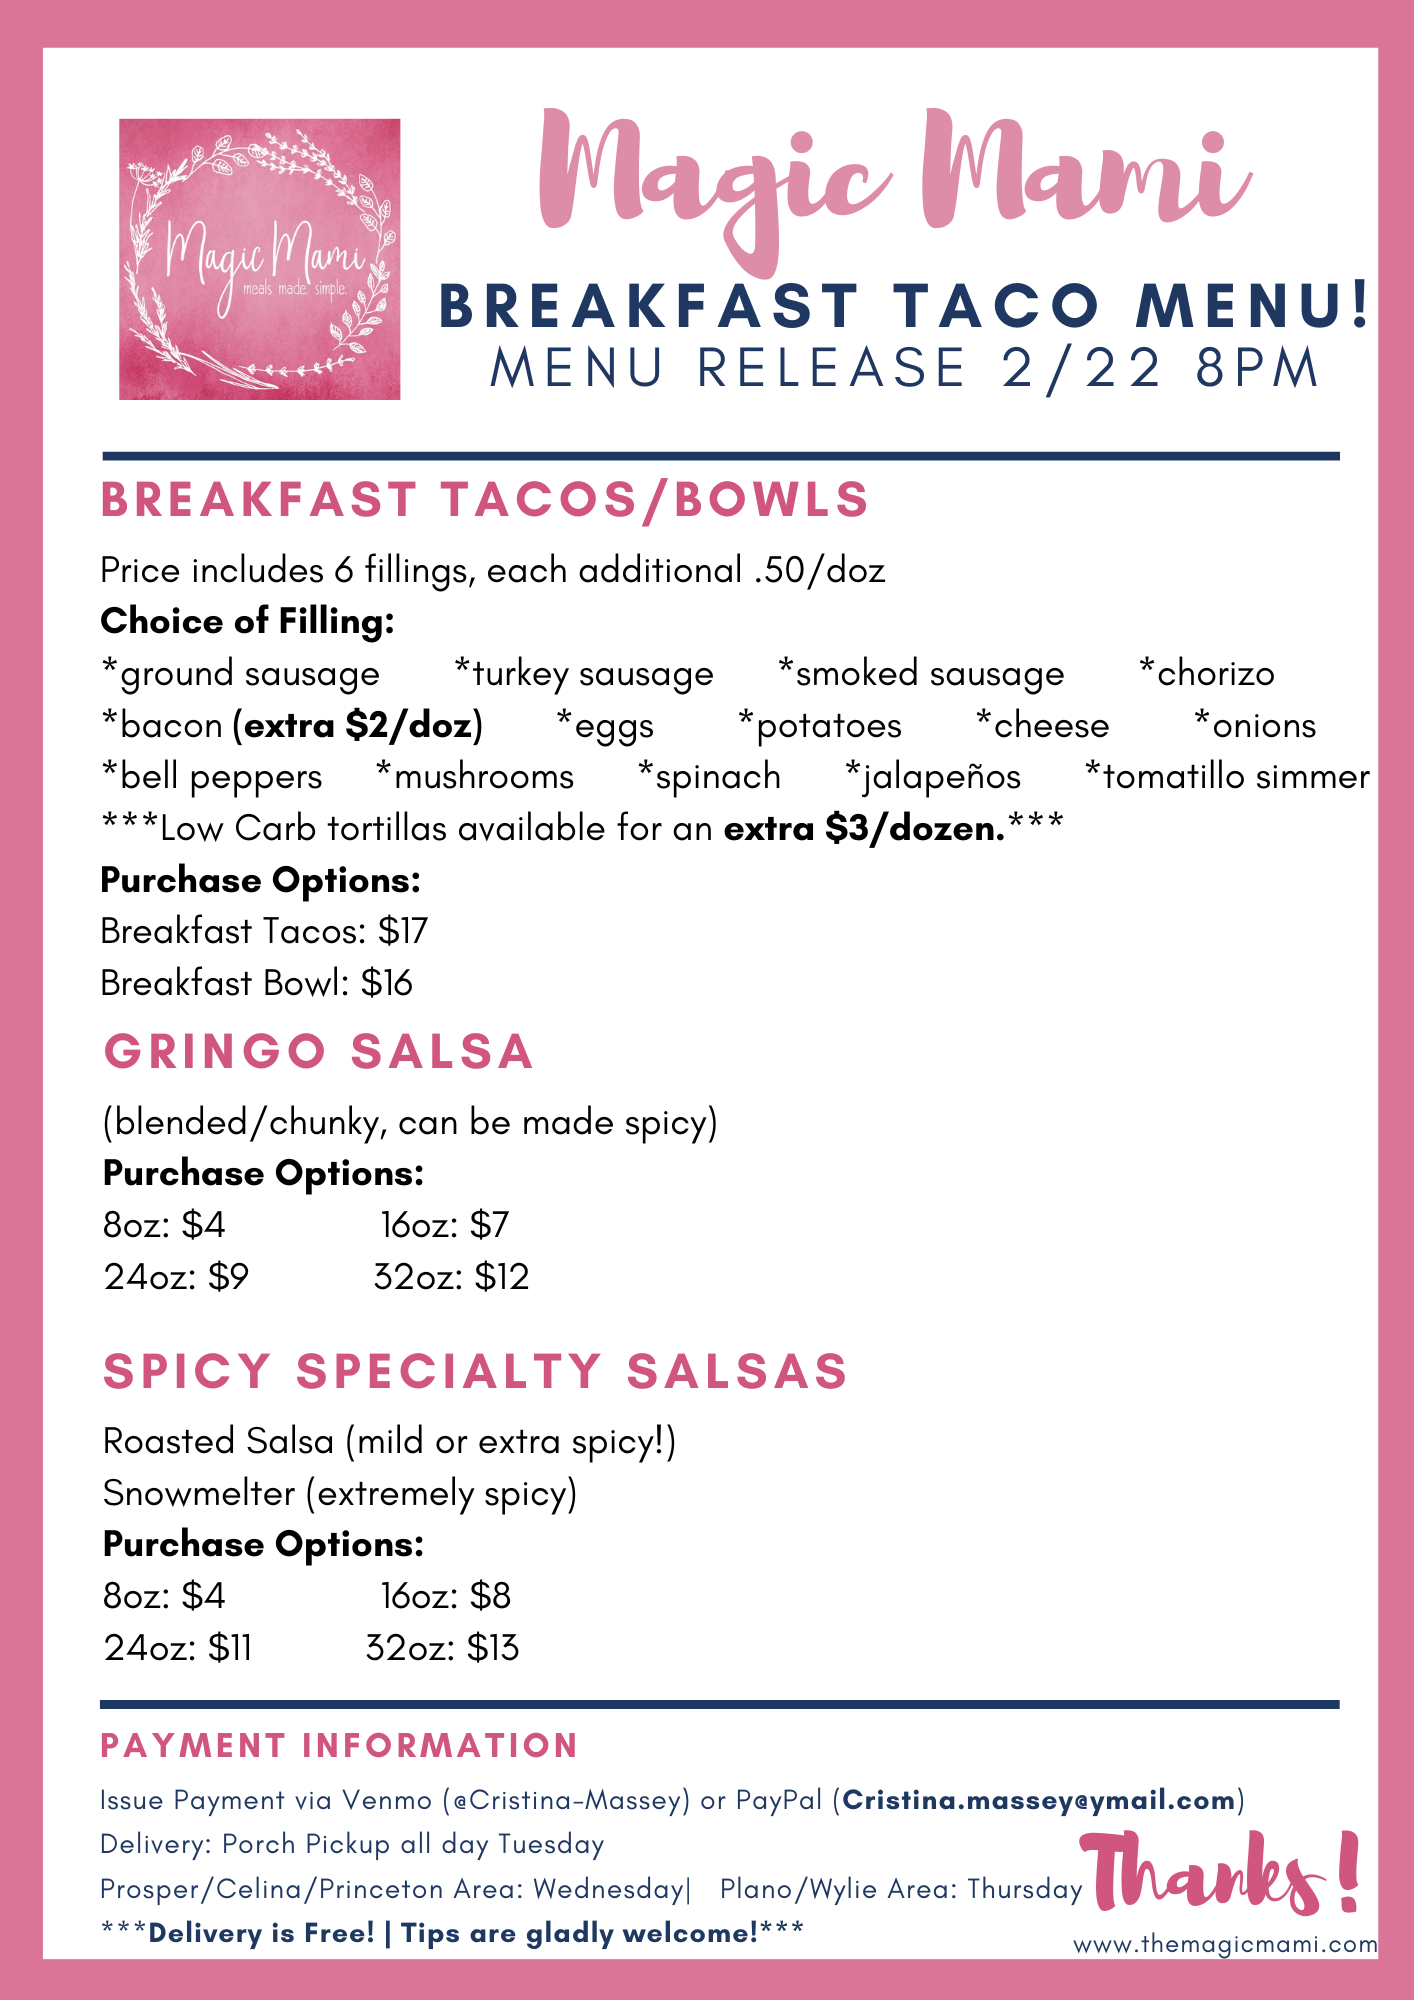 Magic Mami
meals made. simple.
Magic Mami
BREAKFAST TACO MENU!
MENU RELEASE 2/22 8PM
BREAKFAST TACOS/BOWLS
Price includes 6 fillings, each additional .50/doz
Choice of Filling:
*ground sausage *turkey sausage *smoked sausage *chorizo
*bacon (extra $2/doz) *eggs *potatoes *cheese *onions
*bell peppers *mushrooms *spinach *jalapeños *tomatillo simmer
***Low Carb tortillas available for an extra $3/dozen.***
Purchase Options:
Breakfast Tacos: $17
Breakfast Bowl: $16
GRINGO SALSA
(blended/chunky, can be made spicy)
Purchase Options:
8oz: $4 16oz: $7
24oz: $9 32oz: $12
SPICY SPECIALTY SALSAS
Roasted Salsa (mild or extra spicy!)
Snowmelter (extremely spicy)
Purchase Options:
8oz: $4 16oz: $8
24oz: $11 32oz: $13
PAYMENT INFORMATION
Issue Payment via Venmo (@Cristina-Massey) or PayPal (Cristina.massey@ymail.com)
Delivery: Porch Pickup all day Tuesday
Prosper/Celina/Princeton Area: Wednesday| Plano/Wylie Area: Thursday
***Delivery is Free! | Tips are gladly welcome!***
Thanks!
www.themagicmami.com